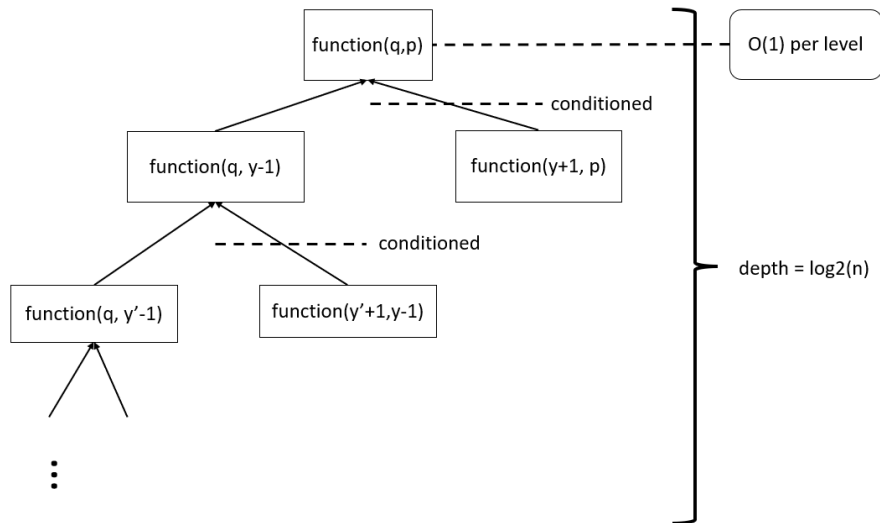 function(q,p)
O(1) per level
conditioned
function(q, y-1)
function(y+1, p)
conditioned
depth = log2(n)
function(q, y’-1)
function(y’+1,y-1)